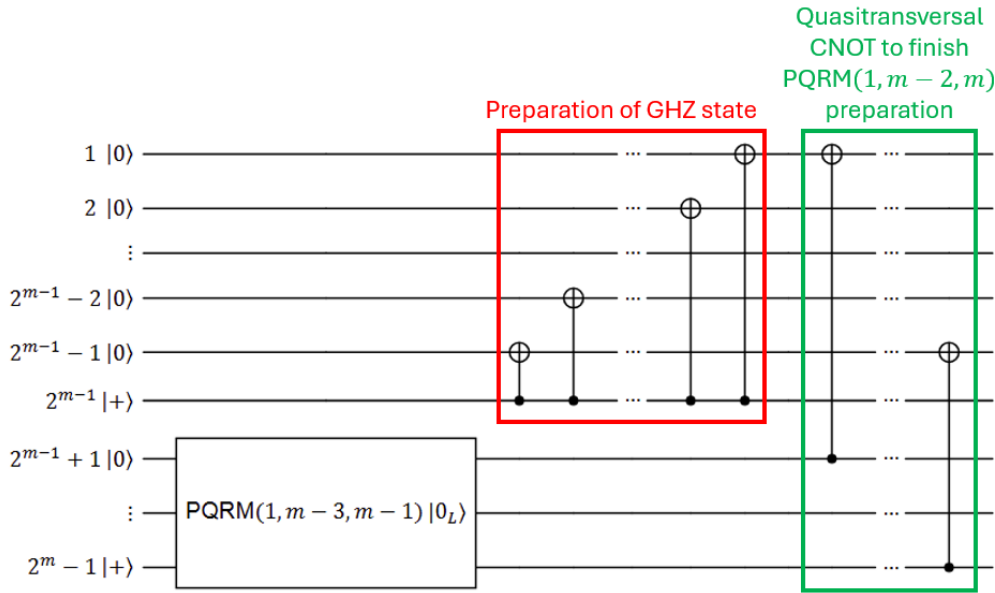 Quasitransversal
CNOT to finish
PQRM(1, m − 2, m)
preparation
Preparation of GHZ state
1 |0⟩
2 |0⟩
⋮
2^{m−1} − 2 |0⟩
2^{m−1} − 1 |0⟩
2^{m−1} |+⟩
2^{m−1} + 1 |0⟩
⋮
PQRM(1, m − 3, m − 1) |0_L⟩
2^m − 1 |+⟩